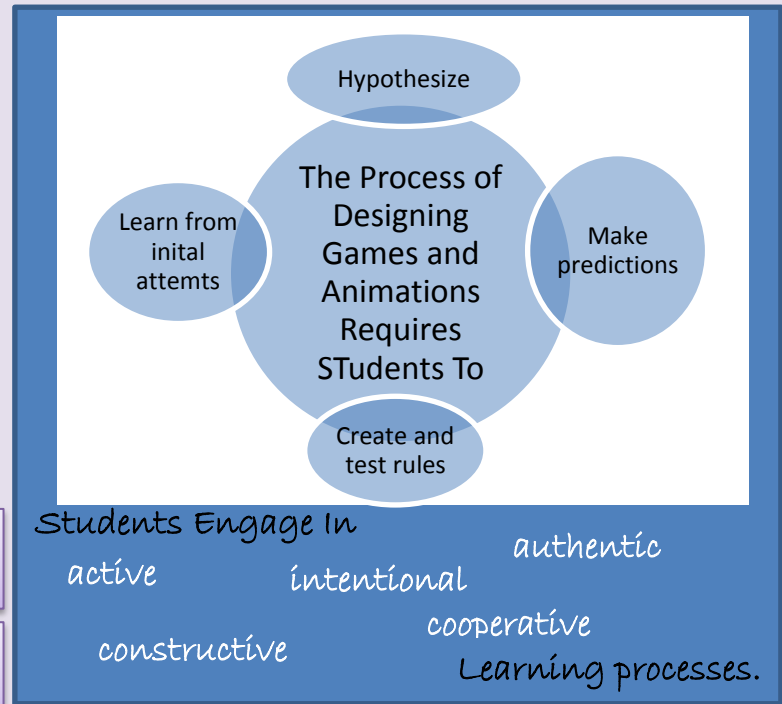 Hypothesize
The Process of
Designing
Games and
Animations
Requires
STudents To
Learn from
inital
attemts
Make
predictions
Create and
test rules
Students Engage In
authentic
active
intentional
cooperative
constructive
Learning processes.